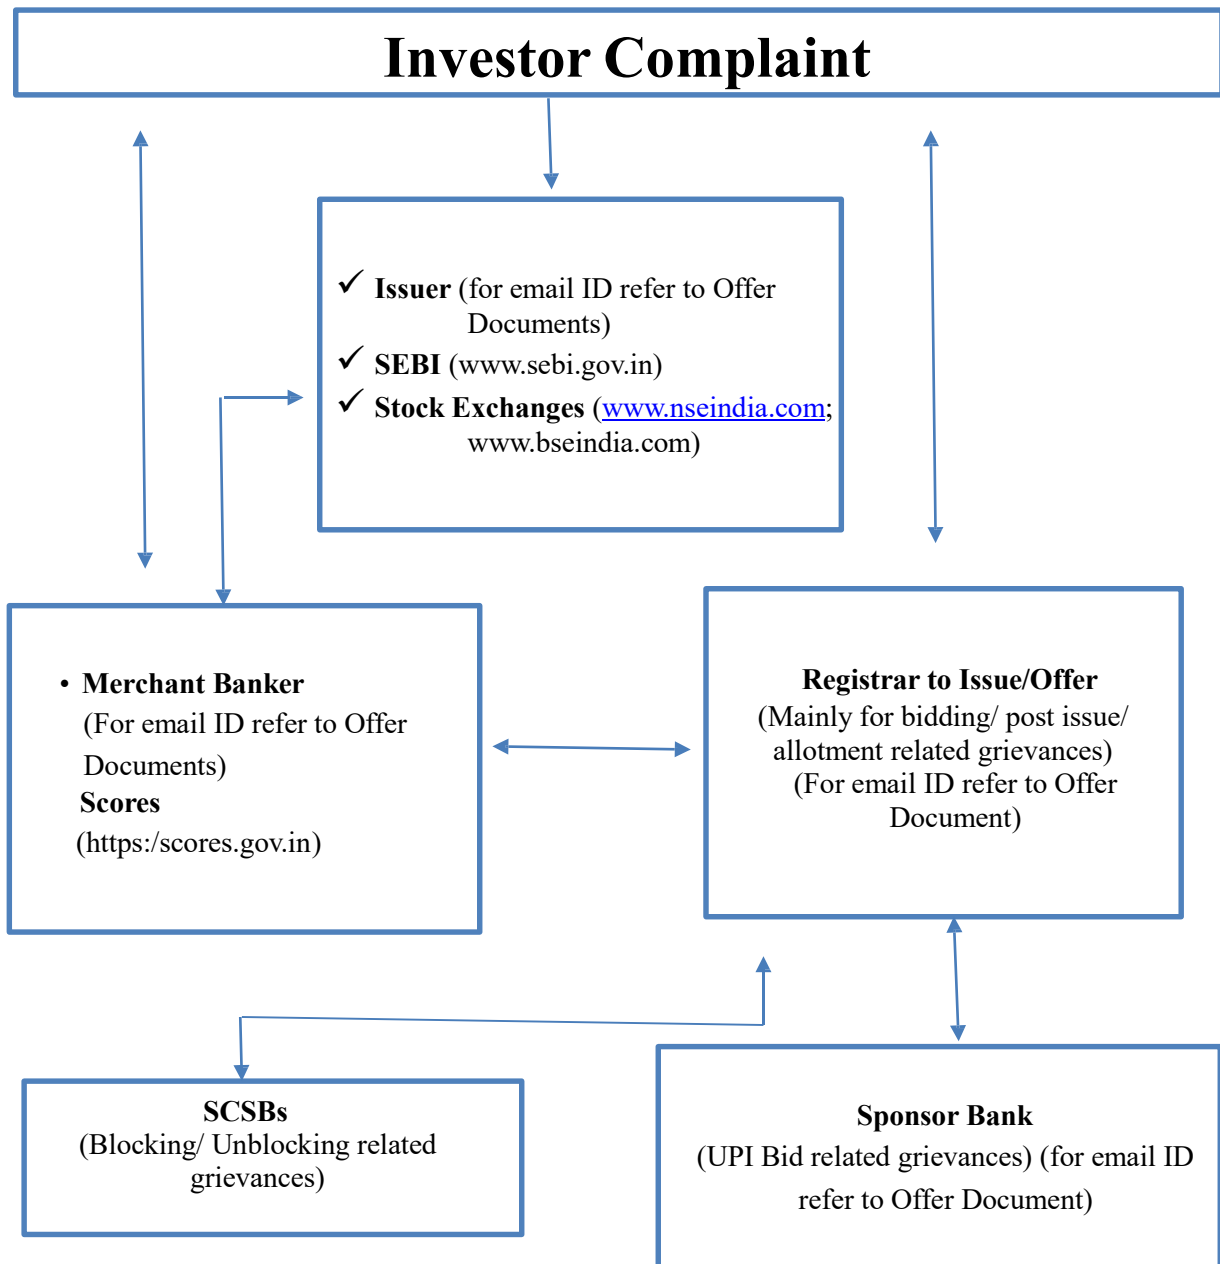 Investor Complaint
✓ Issuer (for email ID refer to Offer
Documents)
✓ SEBI (www.sebi.gov.in)
✓ Stock Exchanges (www.nseindia.com;
www.bseindia.com)
• Merchant Banker
(For email ID refer to Offer
Documents)
Scores
(https:/scores.gov.in)
Registrar to Issue/Offer
(Mainly for bidding/ post issue/
allotment related grievances)
(For email ID refer to Offer
Document)
SCSBs
(Blocking/ Unblocking related
grievances)
Sponsor Bank
(UPI Bid related grievances) (for email ID
refer to Offer Document)